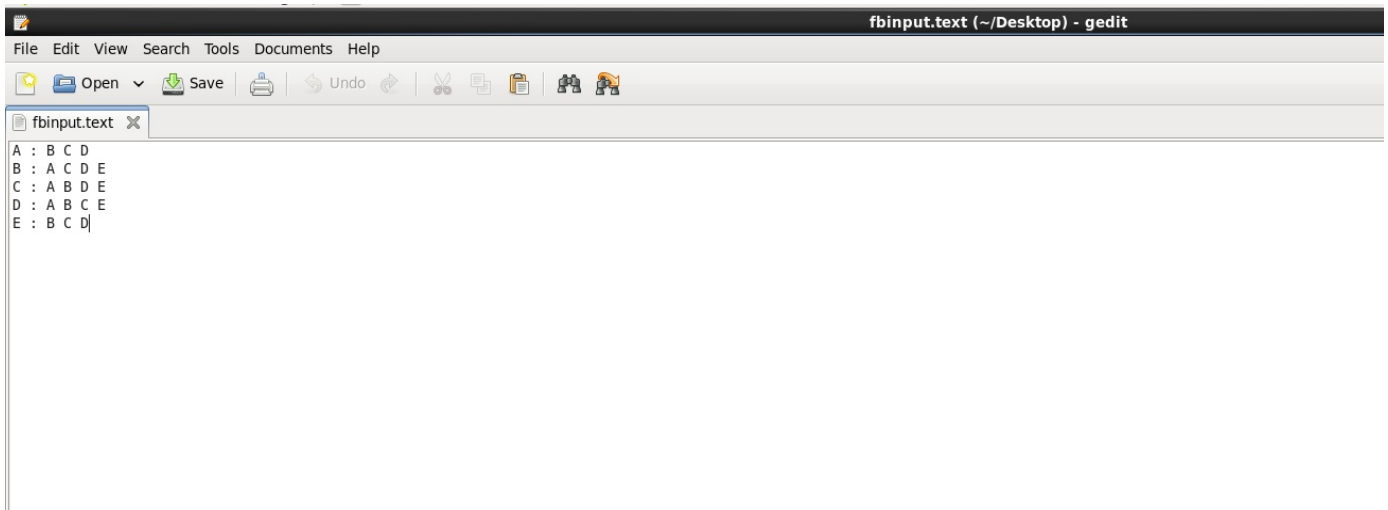 fbinput.text (~/Desktop) - gedit
File Edit View Search Tools Documents Help
Open Save Undo
fbinput.text
A : B C D
B : A C D E
C : A B D E
D : A B C E
E : B C D